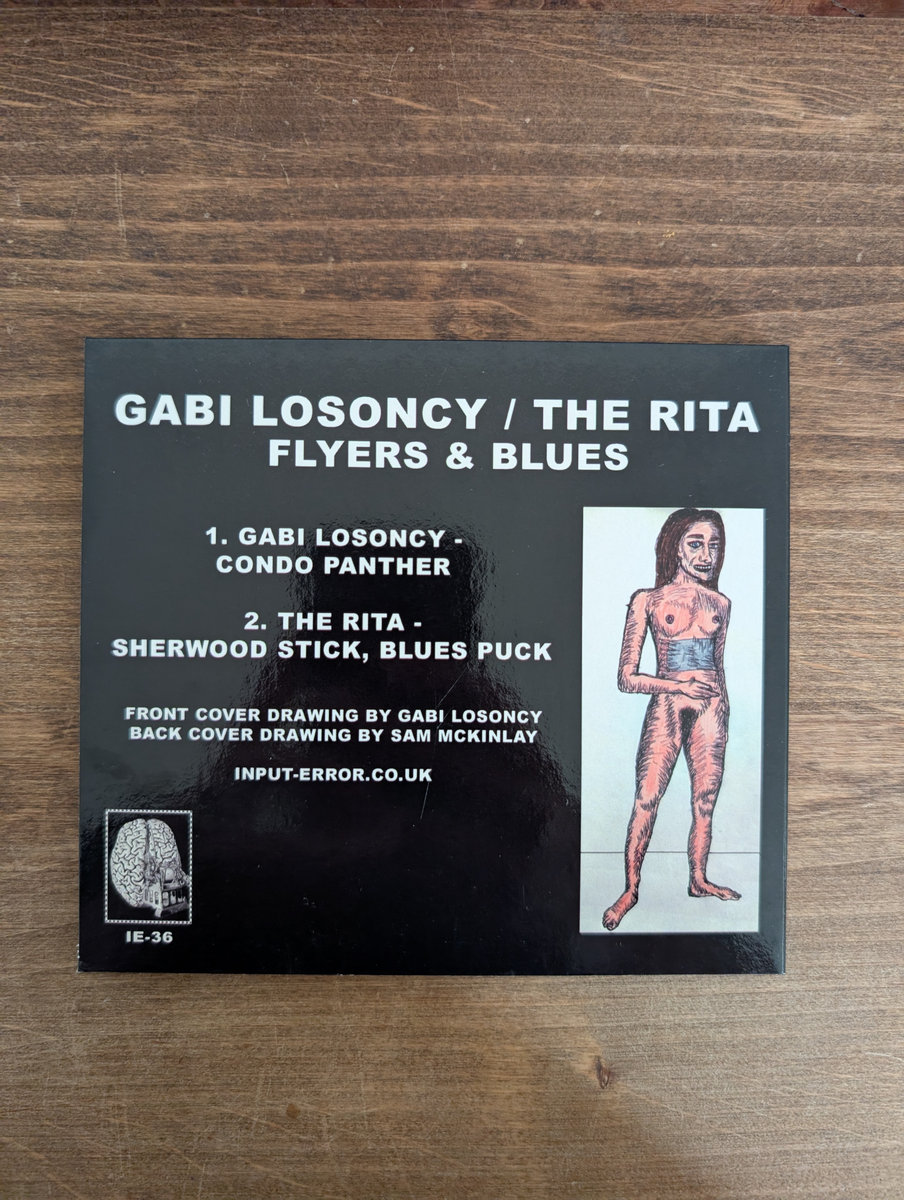 GABI LOSONCY / THE RITA
FLYERS & BLUES
1. GABI LOSONCY -
CONDO PANTHER
2. THE RITA -
SHERWOOD STICK, BLUES PUCK
FRONT COVER DRAWING BY GABI LOSONCY
BACK COVER DRAWING BY SAM MCKINLAY
INPUT-ERROR.CO.UK
IE-36